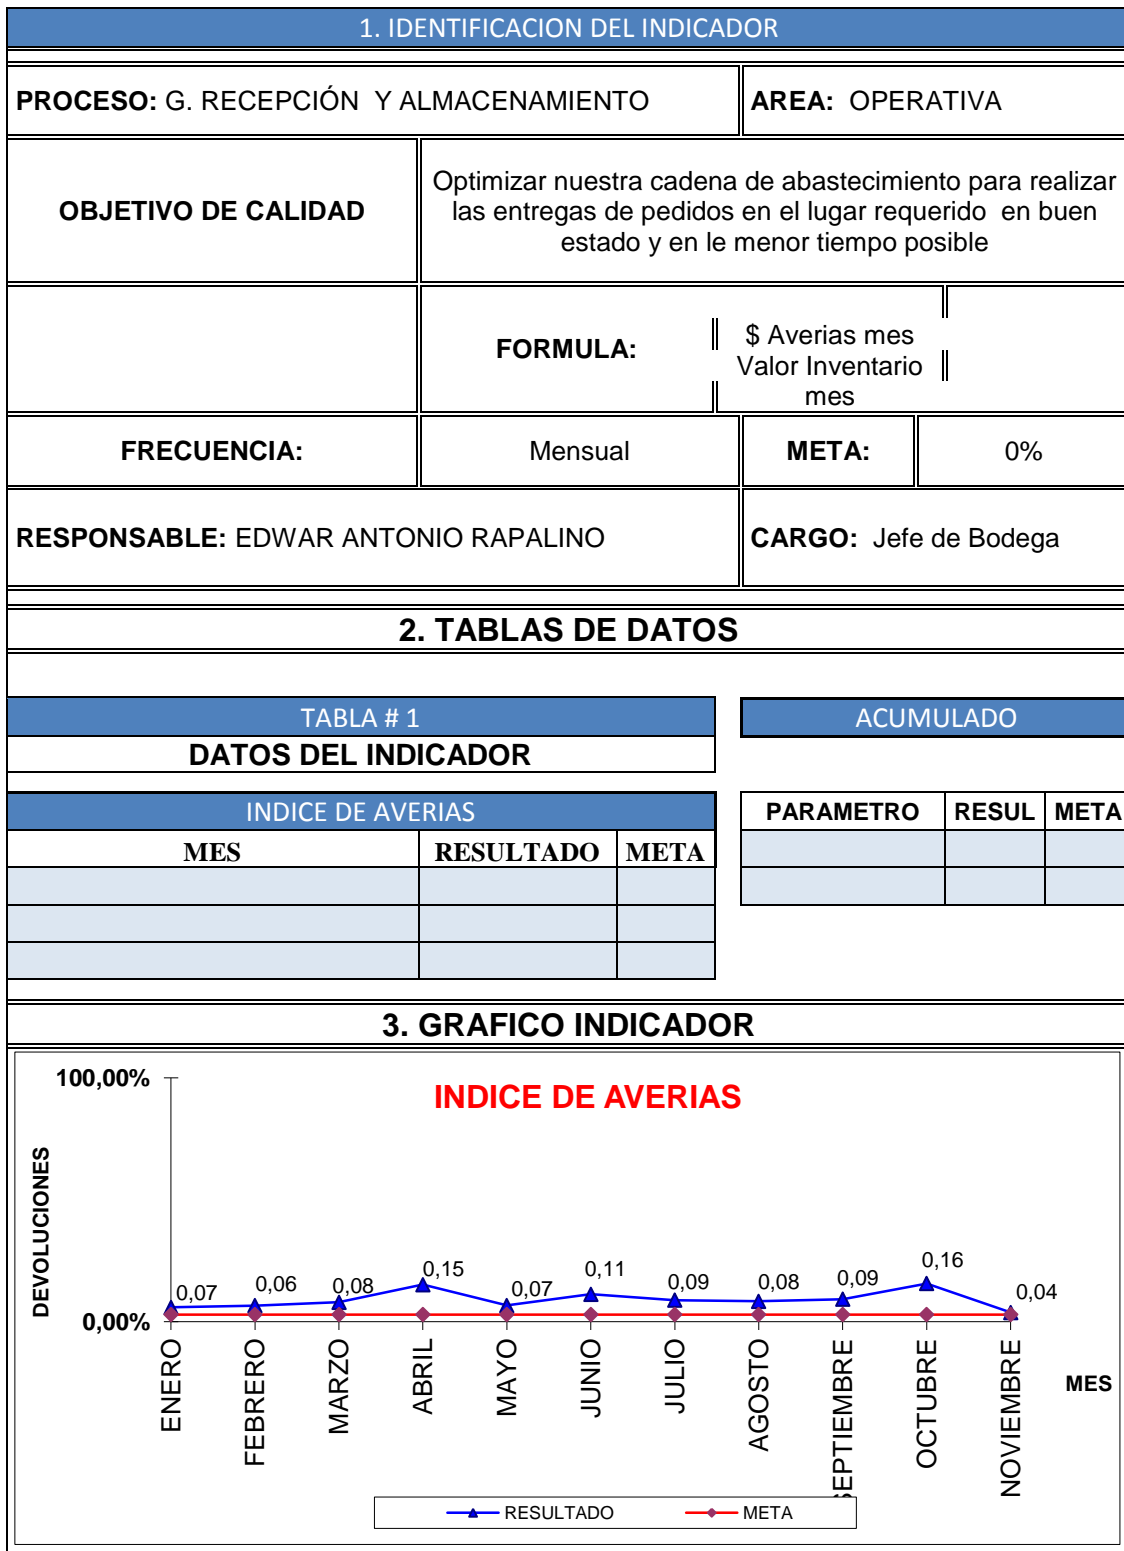 1. IDENTIFICACION DEL INDICADOR
PROCESO: G. RECEPCIÓN Y ALMACENAMIENTO
AREA: OPERATIVA
OBJETIVO DE CALIDAD
Optimizar nuestra cadena de abastecimiento para realizar
las entregas de pedidos en el lugar requerido en buen
estado y en le menor tiempo posible
FORMULA:
$ Averias mes
Valor Inventario
mes
FRECUENCIA:
Mensual
META:
0%
RESPONSABLE: EDWAR ANTONIO RAPALINO
CARGO: Jefe de Bodega
2. TABLAS DE DATOS
TABLA # 1
DATOS DEL INDICADOR
ACUMULADO
INDICE DE AVERIAS
MES RESULTADO META
PARAMETRO RESUL META
3. GRAFICO INDICADOR
INDICE DE AVERIAS
100,00%
0,00%
DEVOLUCIONES
0,07
0,06
0,08
0,15
0,07
0,11
0,09
0,08
0,09
0,16
0,04
ENERO
FEBRERO
MARZO
ABRIL
MAYO
JUNIO
JULIO
AGOSTO
SEPTIEMBRE
OCTUBRE
NOVIEMBRE
MES
RESULTADO
META